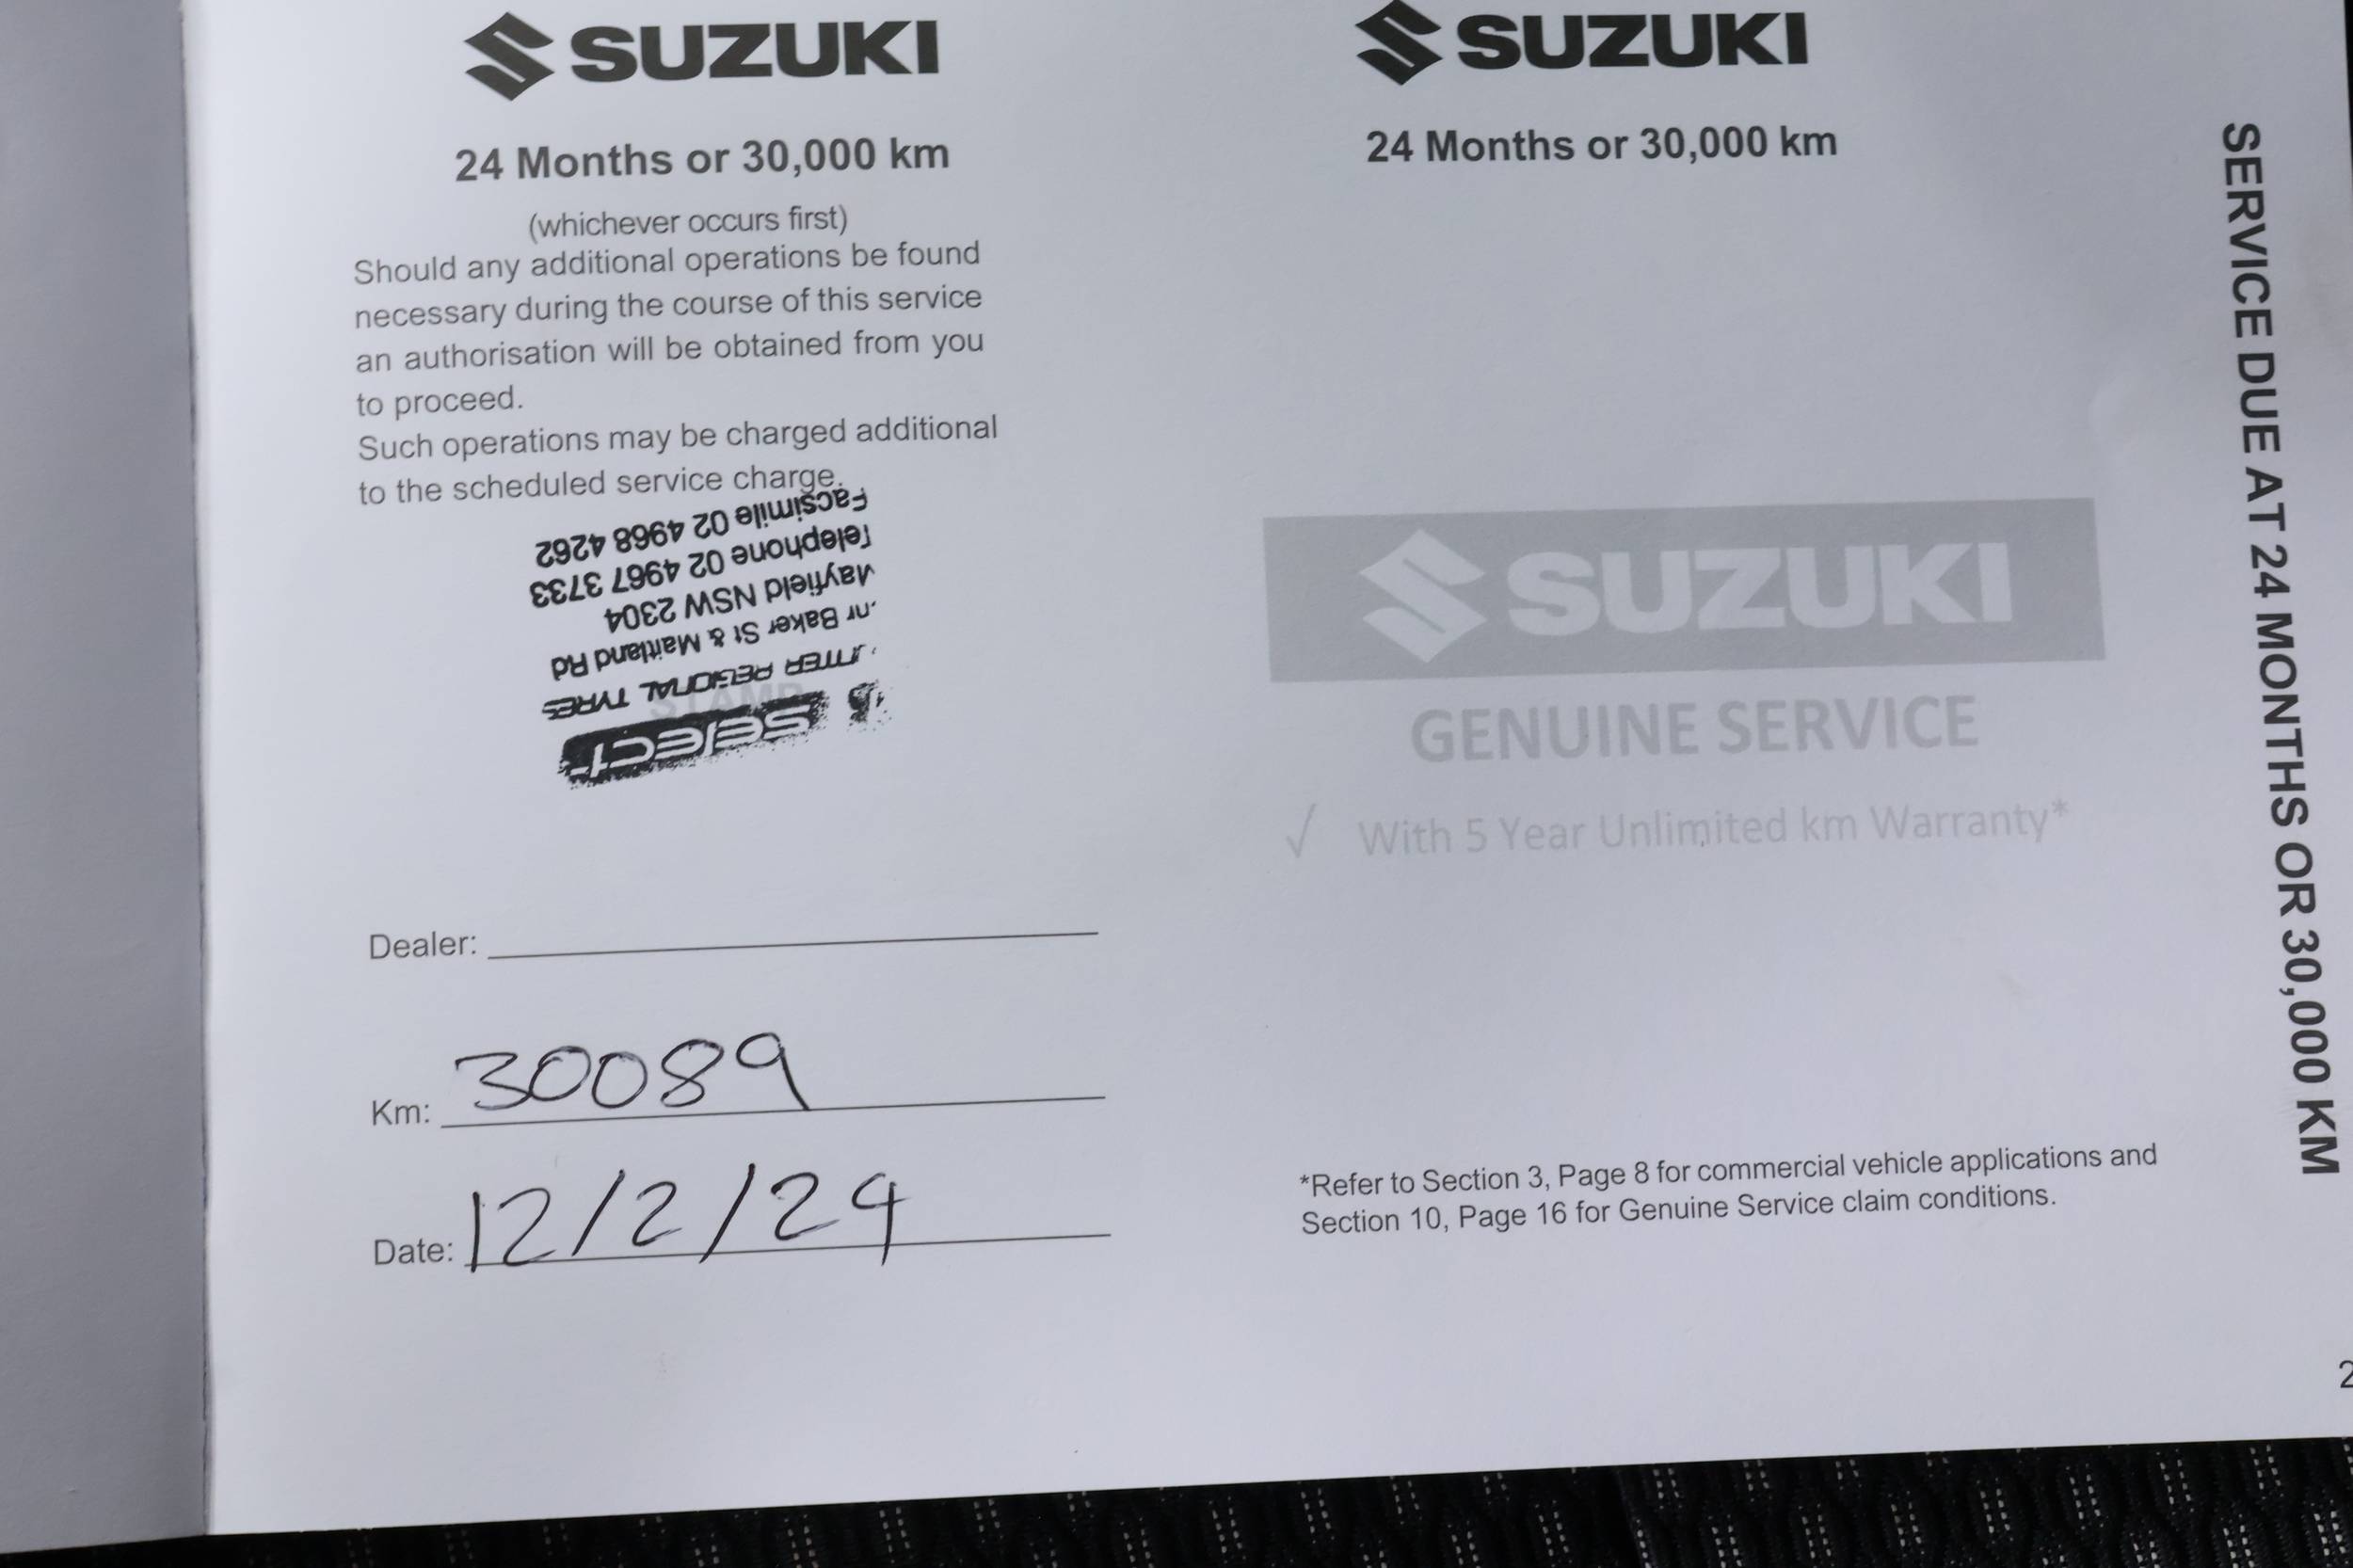 SUZUKI
24 Months or 30,000 km
(whichever occurs first)
Should any additional operations be found
necessary during the course of this service
an authorisation will be obtained from you
to proceed.
Such operations may be charged additional
to the scheduled service charge.
STAMP
select
REGIONAL TYRES
Baker St & Maitland Rd
Mayfield NSW 2304
Telephone 02 4967 3733
Facsimile 02 4968 4262
Dealer:
Km: 30089
Date: 12/2/24
SUZUKI
24 Months or 30,000 km
SUZUKI
GENUINE SERVICE
√ With 5 Year Unlimited km Warranty*
*Refer to Section 3, Page 8 for commercial vehicle applications and
Section 10, Page 16 for Genuine Service claim conditions.
SERVICE DUE AT 24 MONTHS OR 30,000 KM